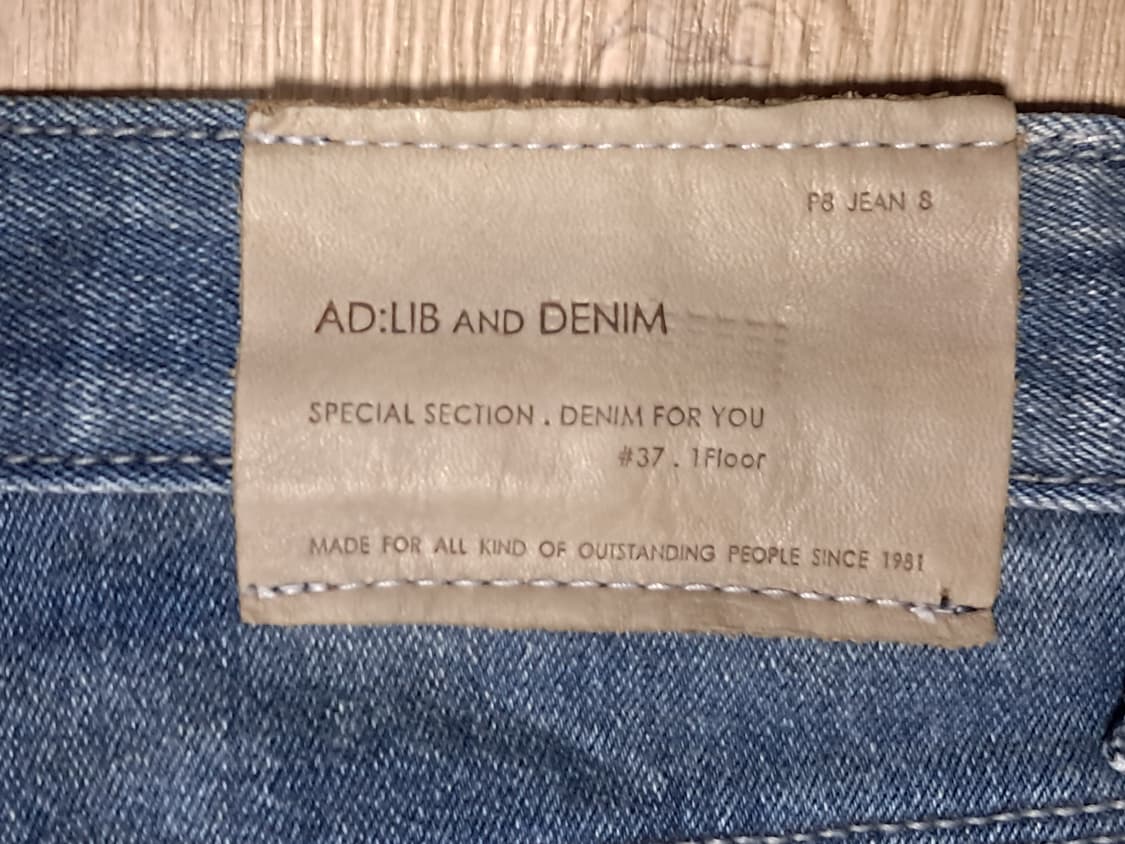 P8 JEAN S
AD:LIB AND DENIM
SPECIAL SECTION . DENIM FOR YOU
#37 . 1Floor
MADE FOR ALL KIND OF OUTSTANDING PEOPLE SINCE 1981